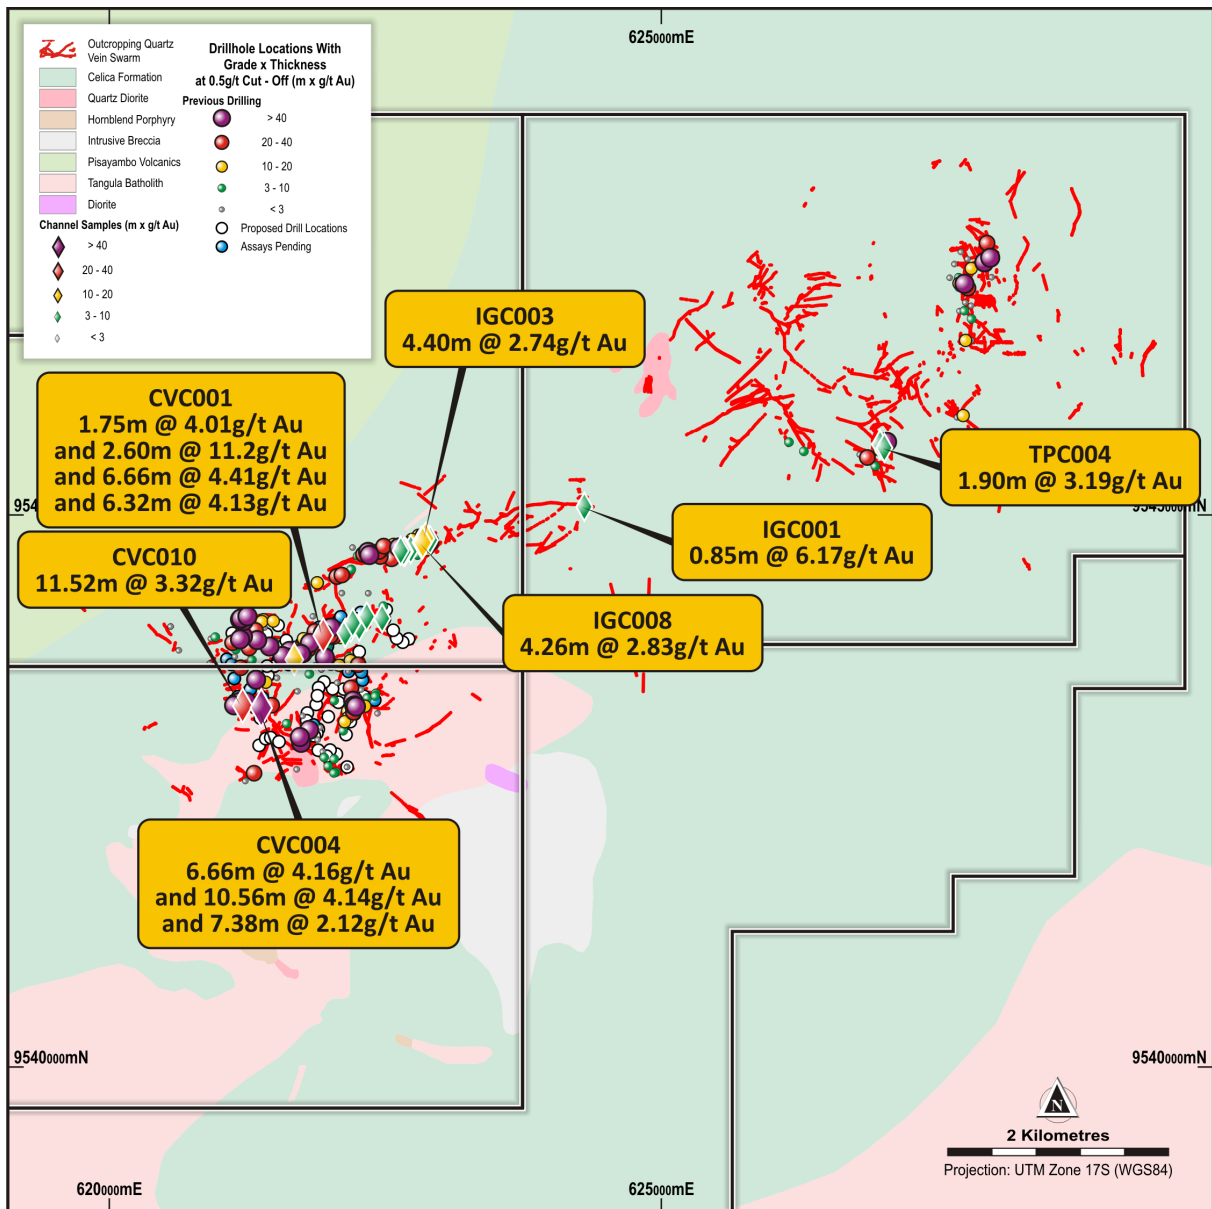 625000mE
Outcropping Quartz
Vein Swarm
Celica Formation
Quartz Diorite
Hornblend Porphyry
Intrusive Breccia
Pisayambo Volcanics
Tangula Batholith
Diorite
Channel Samples (m x g/t Au)
> 40
20 - 40
10 - 20
3 - 10
< 3
Drillhole Locations With
Grade x Thickness
at 0.5g/t Cut - Off (m x g/t Au)
Previous Drilling
> 40
20 - 40
10 - 20
3 - 10
< 3
Proposed Drill Locations
Assays Pending
IGC003
4.40m @ 2.74g/t Au
CVC001
1.75m @ 4.01g/t Au
and 2.60m @ 11.2g/t Au
and 6.66m @ 4.41g/t Au
and 6.32m @ 4.13g/t Au
TPC004
1.90m @ 3.19g/t Au
IGC001
0.85m @ 6.17g/t Au
CVC010
11.52m @ 3.32g/t Au
IGC008
4.26m @ 2.83g/t Au
CVC004
6.66m @ 4.16g/t Au
and 10.56m @ 4.14g/t Au
and 7.38m @ 2.12g/t Au
9540000mN
9540000mN
N
2 Kilometres
Projection: UTM Zone 17S (WGS84)
620000mE
625000mE